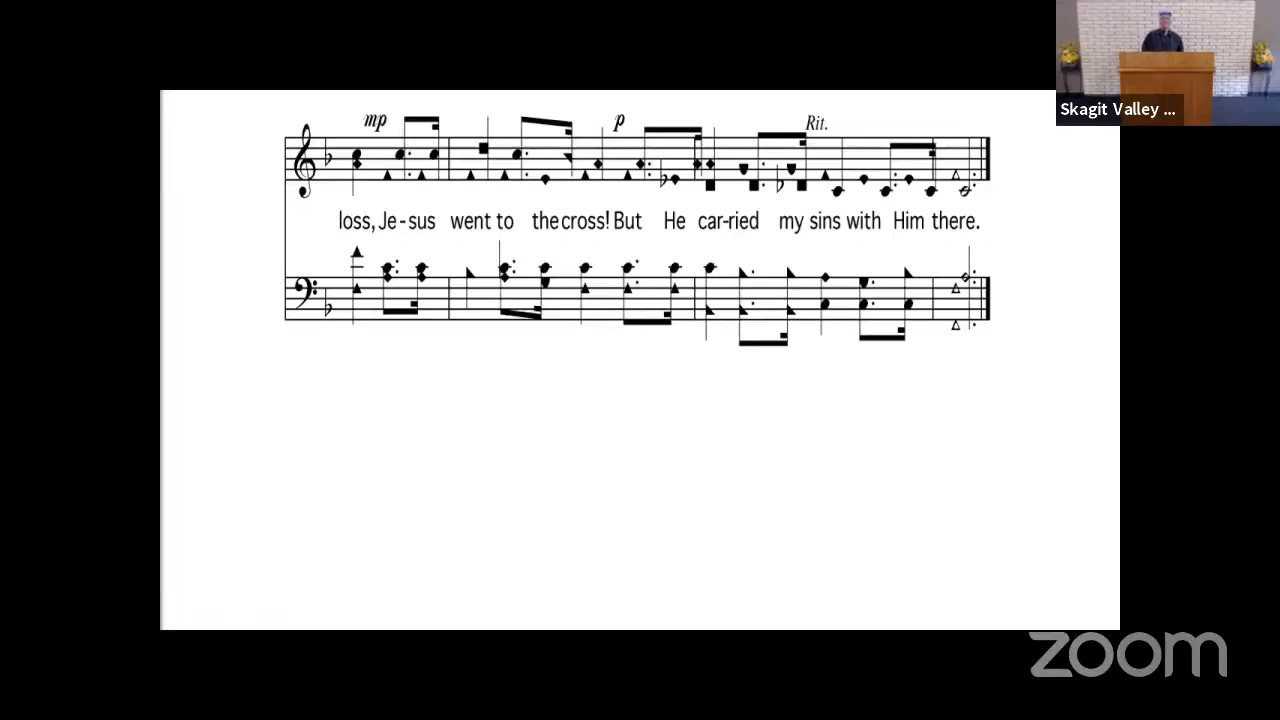 Skagit Valley ...
mp p Rit.
loss, Je - sus went to the cross! But He car-ried my sins with Him there.
zoom